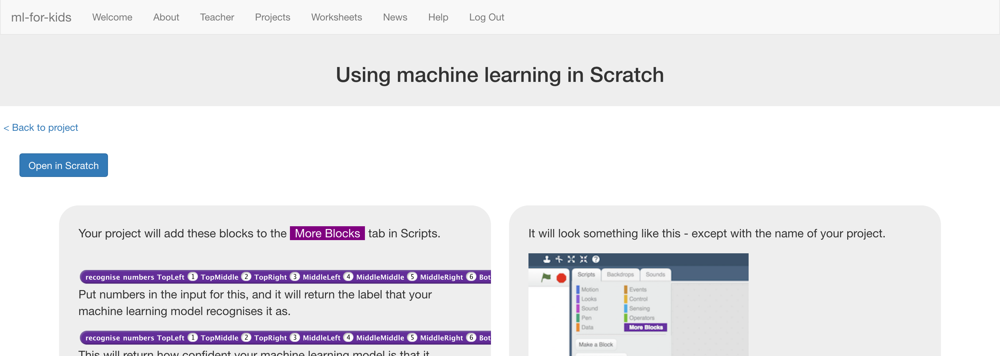 ml-for-kids Welcome About Teacher Projects Worksheets News Help Log Out
Using machine learning in Scratch
< Back to project
Open in Scratch
Your project will add these blocks to the More Blocks tab in Scripts.
recognise numbers TopLeft 1 TopMiddle 2 TopRight 3 MiddleLeft 4 MiddleMiddle 5 MiddleRight 6 Bot
Put numbers in the input for this, and it will return the label that your
machine learning model recognises it as.
recognise numbers TopLeft 1 TopMiddle 2 TopRight 3 MiddleLeft 4 MiddleMiddle 5 MiddleRight 6 Bot
This will return how confident your machine learning model is that it
It will look something like this - except with the name of your project.
?
Scripts Backdrops Sounds
Motion Events
Looks Control
Sound Sensing
Pen Operators
Data More Blocks
Make a Block